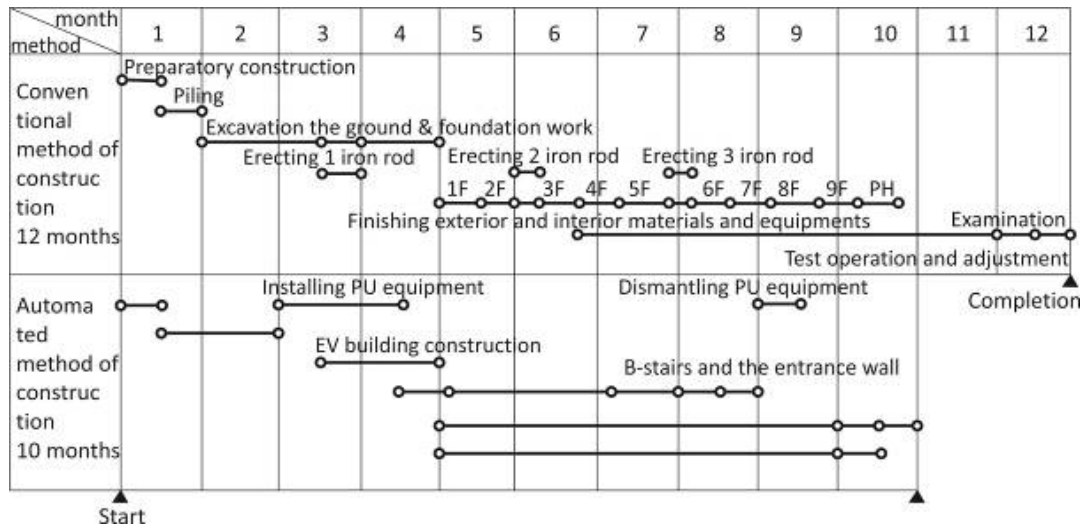 month
method
1 2 3 4 5 6 7 8 9 10 11 12
Preparatory construction
Piling
Excavation the ground & foundation work
Erecting 1 iron rod
Erecting 2 iron rod
Erecting 3 iron rod
1F 2F 3F 4F 5F 6F 7F 8F 9F PH
Finishing exterior and interior materials and equipments
Examination
Test operation and adjustment
Conven
tional
method of
construc
tion
12 months
Completion
Installing PU equipment
Dismantling PU equipment
EV building construction
B-stairs and the entrance wall
Automa
ted
method of
construc
tion
10 months
Start